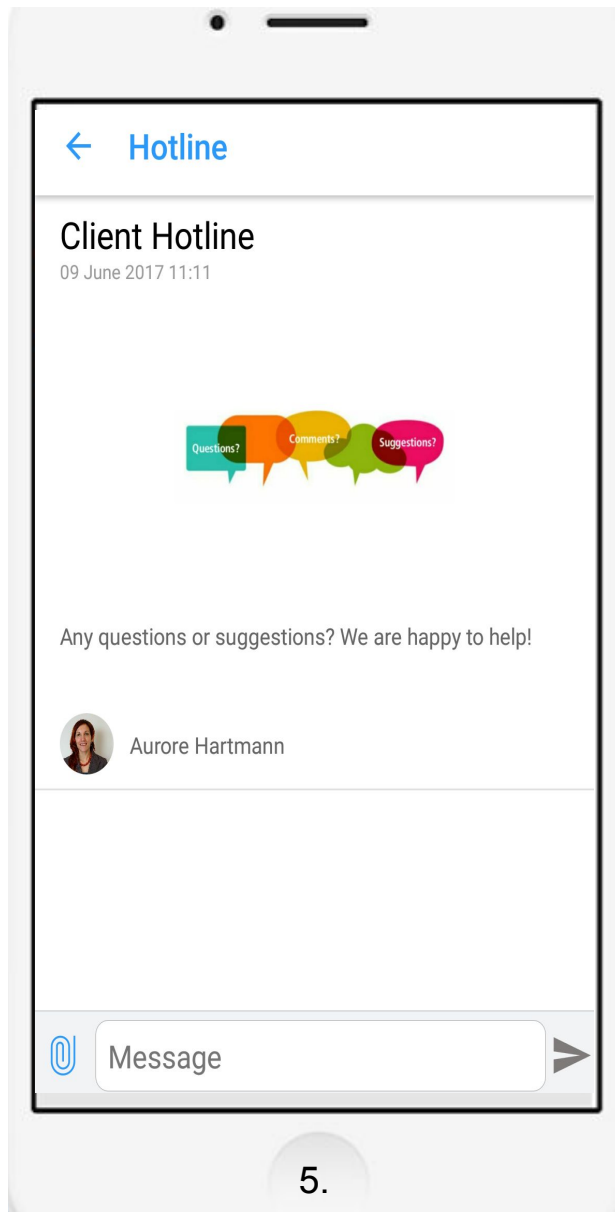 Hotline
Client Hotline
09 June 2017 11:11
Questions?
Comments?
Suggestions?
Any questions or suggestions? We are happy to help!
Aurore Hartmann
Message
5.